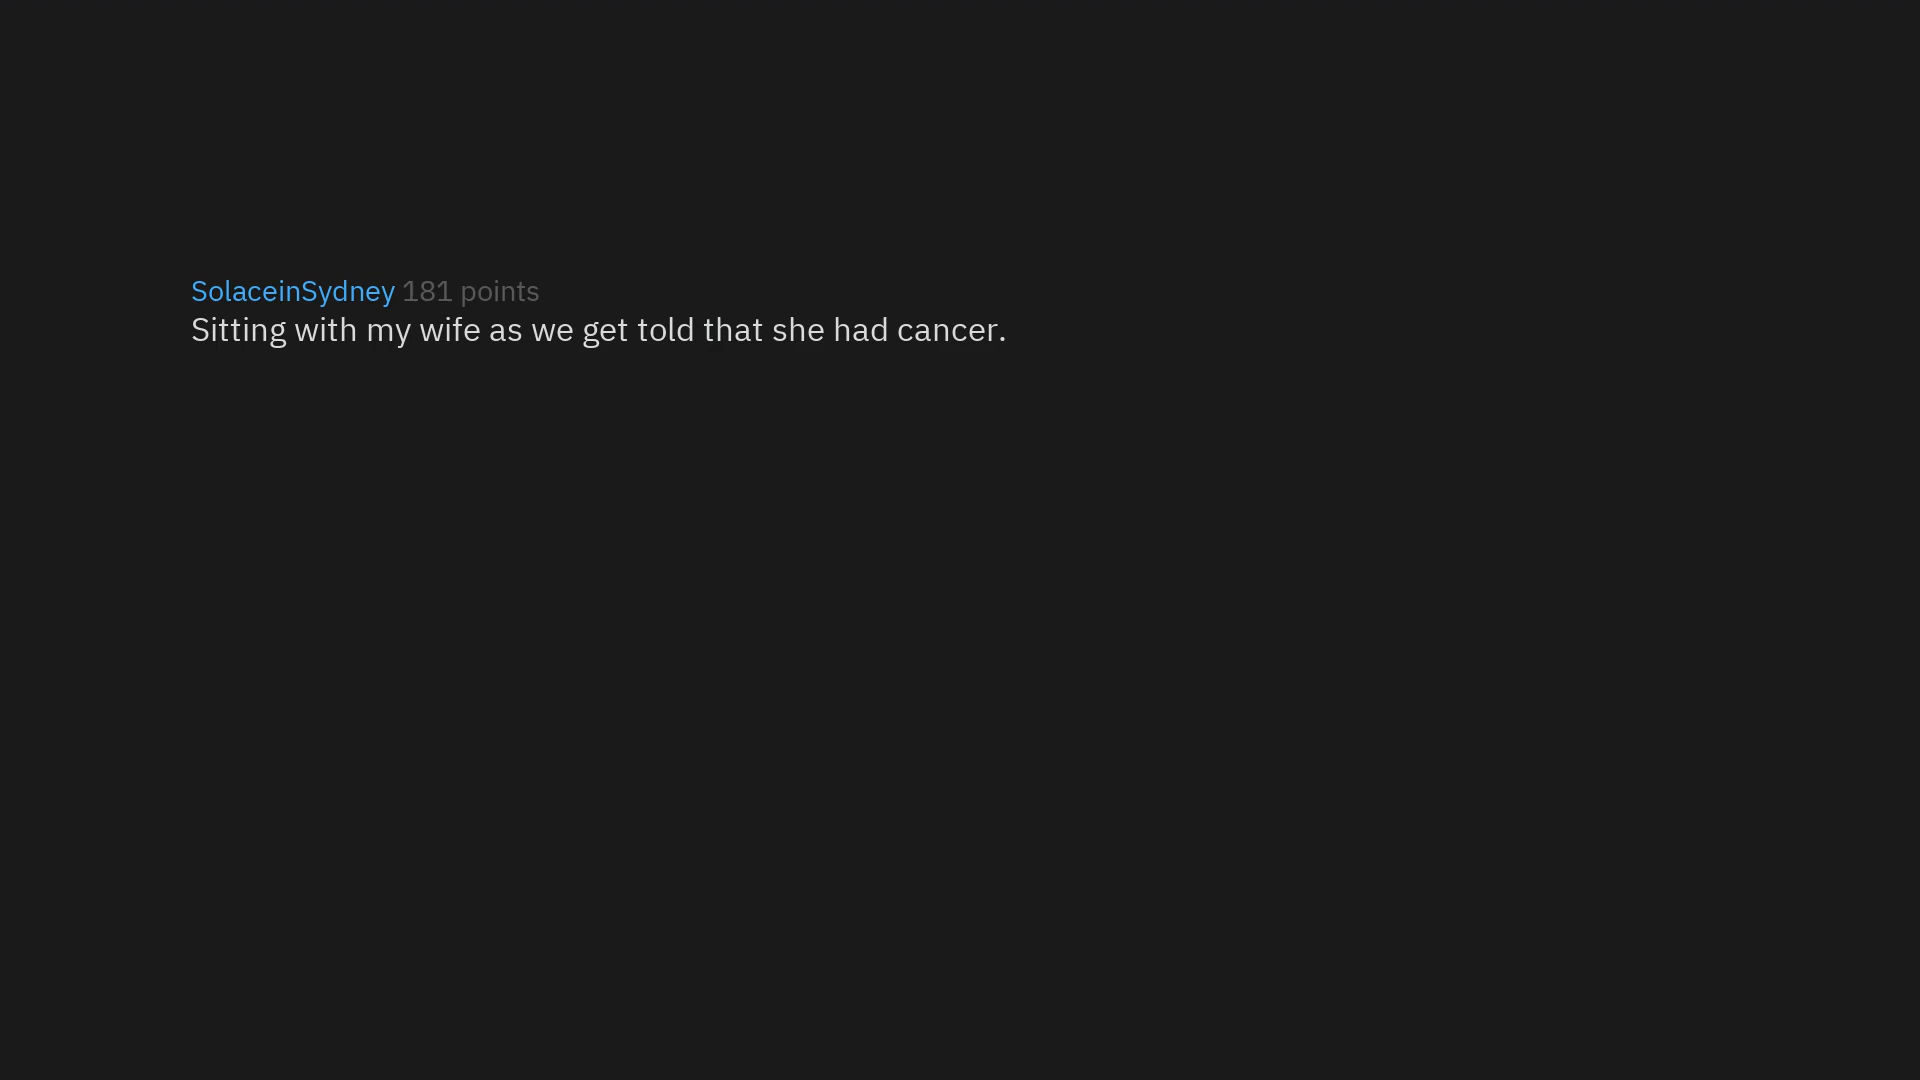 SolaceinSydney 181 points
Sitting with my wife as we get told that she had cancer.